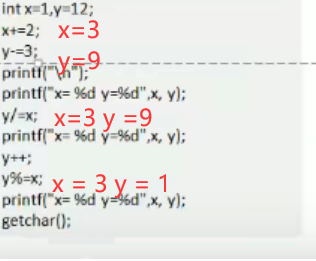 int x=1,y=12;
x+=2; x=3
y-=3;
y=9
printf("\n");
printf("x= %d y=%d",x, y);
y/=x; x=3 y =9
printf("x= %d y=%d",x, y);
y++;
y%=x; x = 3 y = 1
printf("x= %d y=%d",x, y);
getchar();